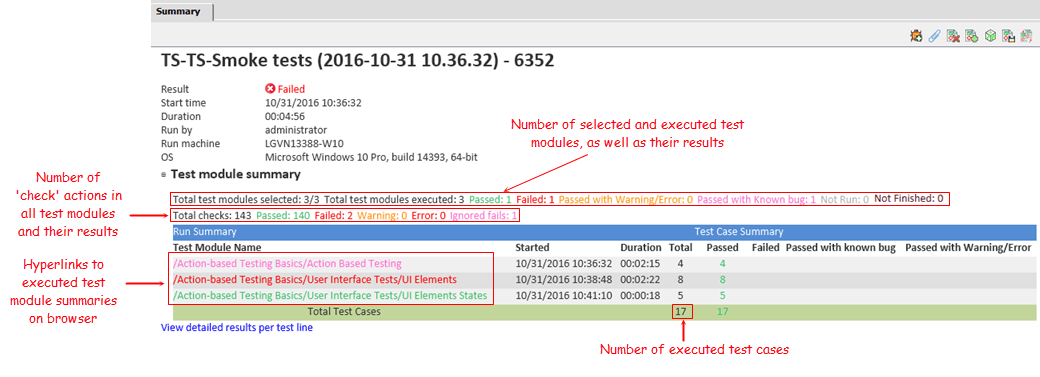 Summary
TS-TS-Smoke tests (2016-10-31 10.36.32) - 6352
Result Failed
Start time 10/31/2016 10:36:32
Duration 00:04:56
Run by administrator
Run machine LGVN13388-W10
OS Microsoft Windows 10 Pro, build 14393, 64-bit
Number of selected and executed test
modules, as well as their results
Test module summary
Number of
'check' actions in
all test modules
and their results
Total test modules selected: 3/3 Total test modules executed: 3 Passed: 1 Failed: 1 Passed with Warning/Error: 0 Passed with Known bug: 1 Not Run: 0 Not Finished: 0
Total checks: 143 Passed: 140 Failed: 2 Warning: 0 Error: 0 Ignored fails: 1
Run Summary Test Case Summary
Test Module Name Started Duration Total Passed Failed Passed with known bug Passed with Warning/Error
/Action-based Testing Basics/Action Based Testing 10/31/2016 10:36:32 00:02:15 4 4
/Action-based Testing Basics/User Interface Tests/UI Elements 10/31/2016 10:38:48 00:02:22 8 8
/Action-based Testing Basics/User Interface Tests/UI Elements States 10/31/2016 10:41:10 00:00:18 5 5
Total Test Cases 17 17
Hyperlinks to
executed test
module summaries
on browser
View detailed results per test line
Number of executed test cases